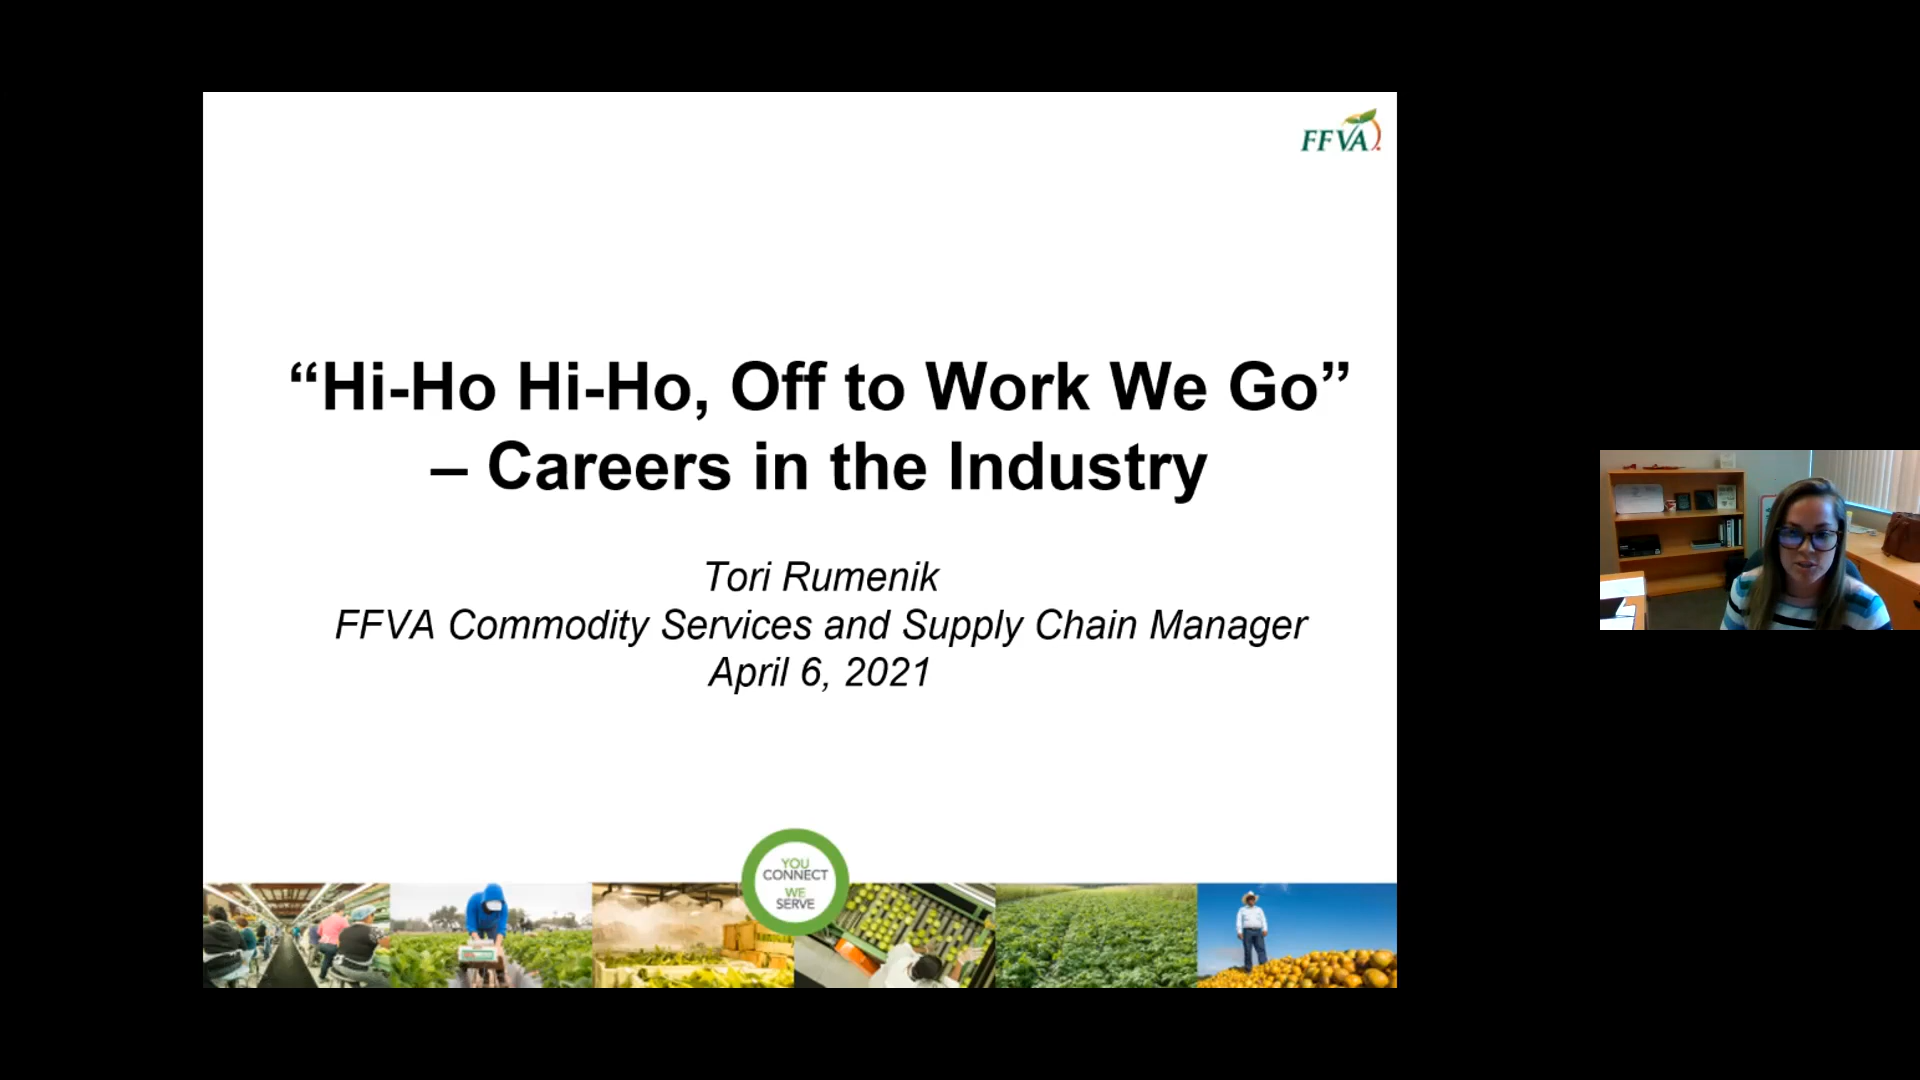 FFVA
“Hi-Ho Hi-Ho, Off to Work We Go”
– Careers in the Industry
Tori Rumenik
FFVA Commodity Services and Supply Chain Manager
April 6, 2021
YOU
CONNECT
WE
SERVE